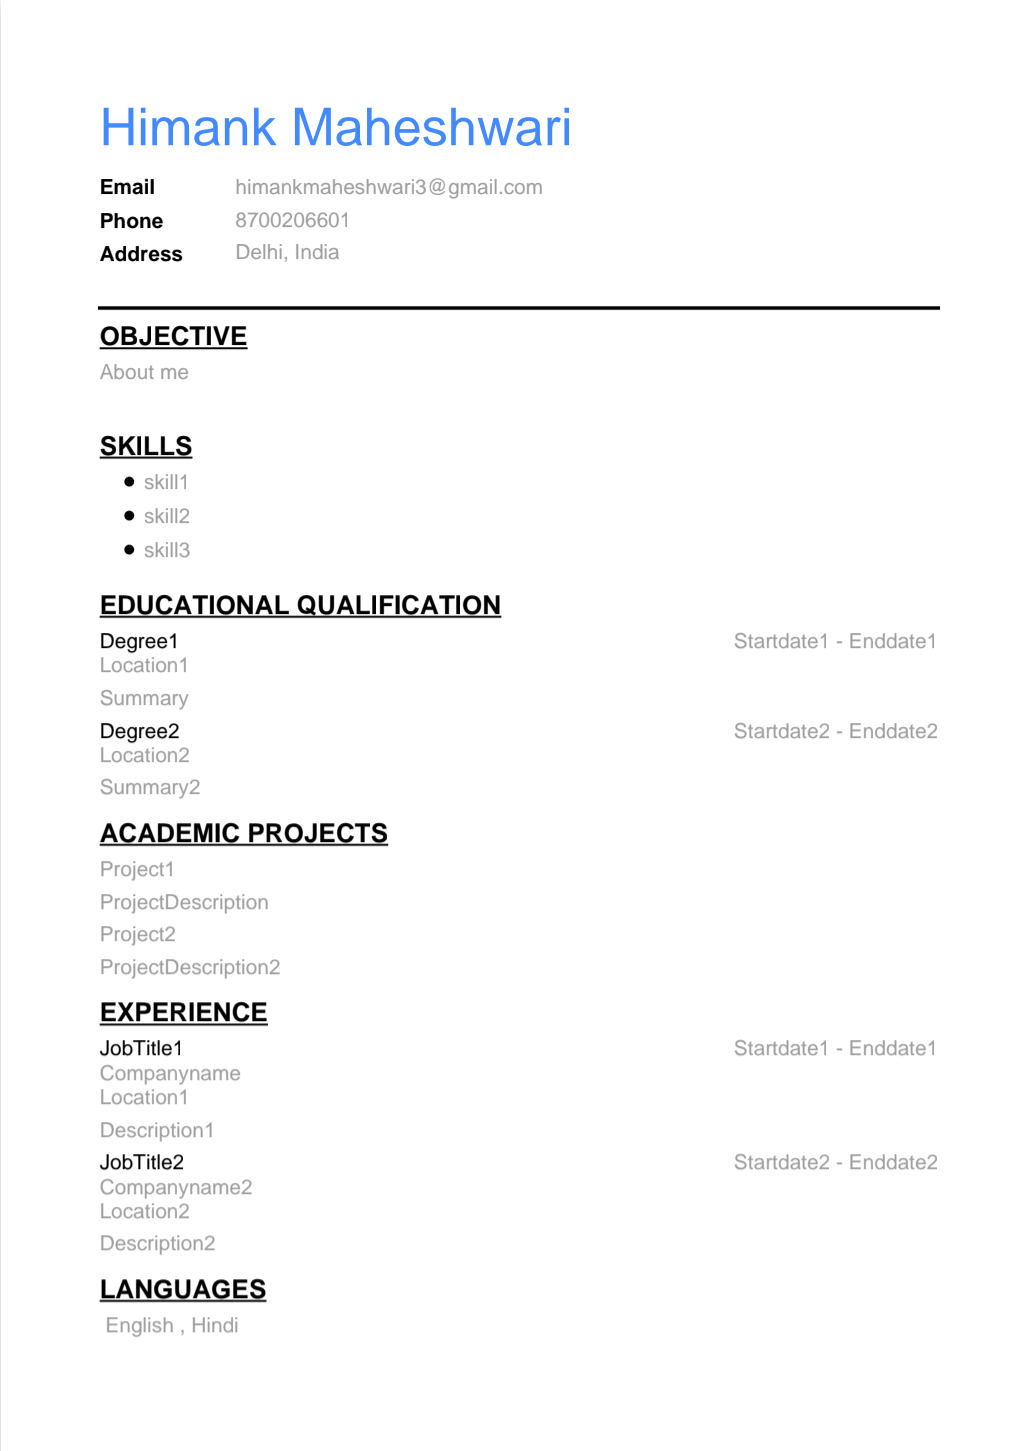 Himank Maheshwari
Email himankmaheshwari3@gmail.com
Phone 8700206601
Address Delhi, India
OBJECTIVE
About me
SKILLS
● skill1
● skill2
● skill3
EDUCATIONAL QUALIFICATION
Degree1 Startdate1 - Enddate1
Location1
Summary
Degree2 Startdate2 - Enddate2
Location2
Summary2
ACADEMIC PROJECTS
Project1
ProjectDescription
Project2
ProjectDescription2
EXPERIENCE
JobTitle1 Startdate1 - Enddate1
Companyname
Location1
Description1
JobTitle2 Startdate2 - Enddate2
Companyname2
Location2
Description2
LANGUAGES
English , Hindi